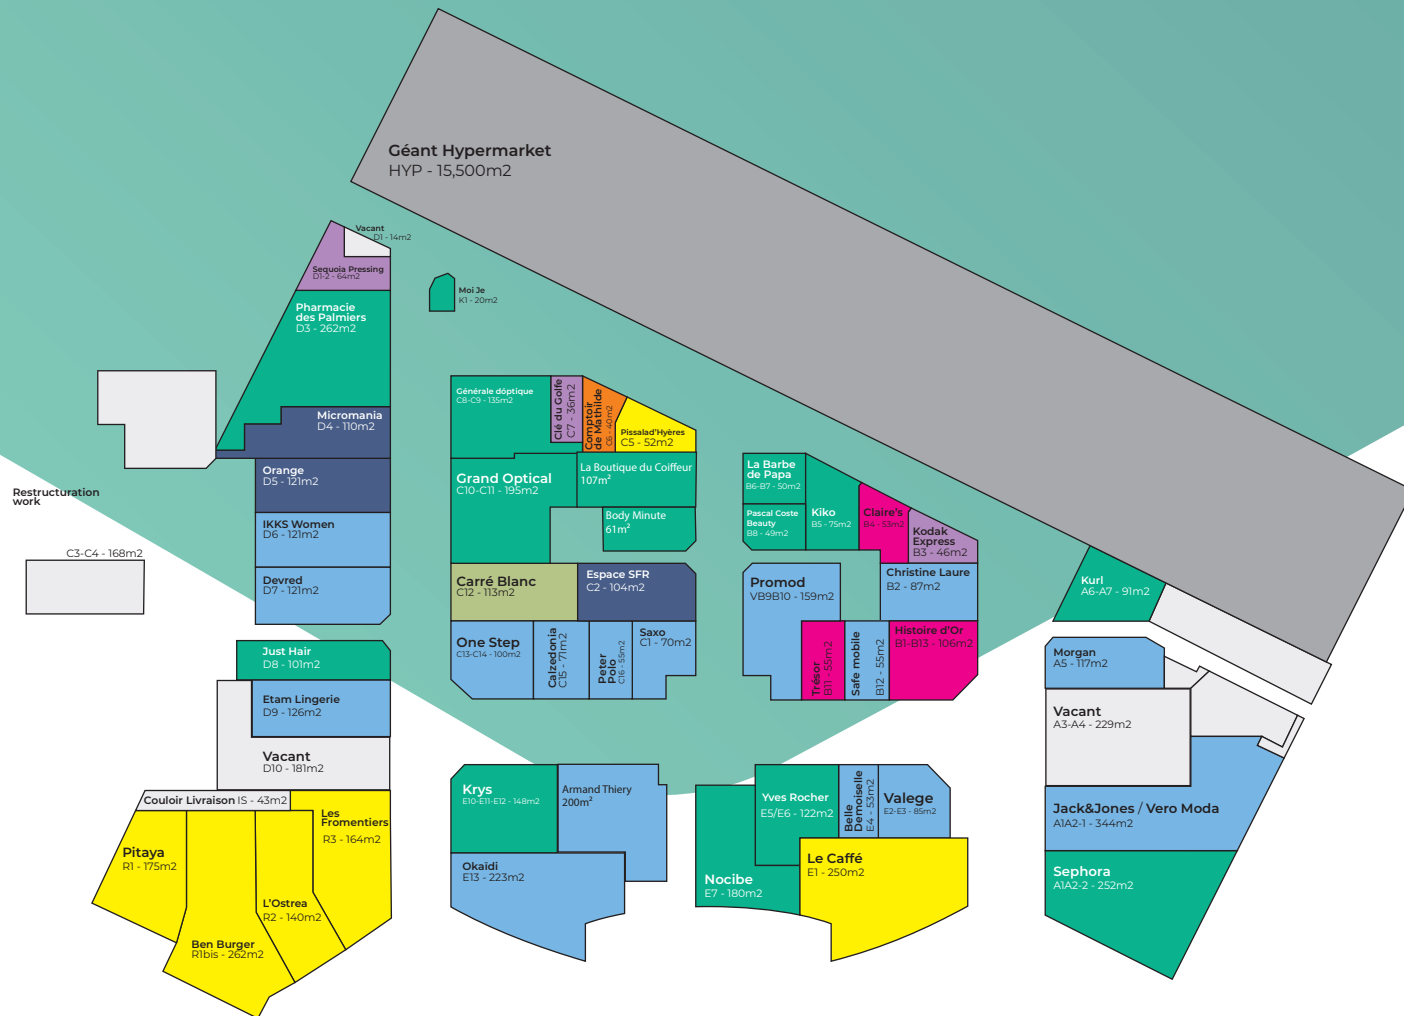 Géant Hypermarket
HYP - 15,500m2
Vacant
D1 - 14m2
Sequoia Pressing
D1-2 - 64m2
Pharmacie
des Palmiers
D3 - 262m2
Moi Je
K1 - 20m2
Micromania
D4 - 110m2
Orange
D5 - 121m2
IKKS Women
D6 - 121m2
Devred
D7 - 121m2
Restructuration
work
C3-C4 - 168m2
Générale dóptique
C8-C9 - 135m2
Clé du Golfe
C7 - 36m2
Comptoir
de Mathilde
C6 - 40m2
Pissalad'Hyères
C5 - 52m2
Grand Optical
C10-C11 - 195m2
La Boutique du Coiffeur
107m²
Body Minute
61m²
Carré Blanc
C12 - 113m2
Espace SFR
C2 - 104m2
One Step
C13-C14 - 100m2
Calzedonia
C15 - 71m2
Peter
Polo
C16 - 55m2
Saxo
C1 - 70m2
La Barbe
de Papa
B6-B7 - 50m2
Pascal Coste
Beauty
B8 - 49m2
Kiko
B5 - 75m2
Claire's
B4 - 53m2
Kodak
Express
B3 - 46m2
Promod
VB9B10 - 159m2
Christine Laure
B2 - 87m2
Trésor
B11 - 55m2
Safe mobile
B12 - 55m2
Histoire d'Or
B1-B13 - 106m2
Kurl
A6-A7 - 91m2
Morgan
A5 - 117m2
Vacant
A3-A4 - 229m2
Jack&Jones / Vero Moda
A1A2-1 - 344m2
Sephora
A1A2-2 - 252m2
Just Hair
D8 - 101m2
Etam Lingerie
D9 - 126m2
Vacant
D10 - 181m2
Couloir Livraison IS - 43m2
Les
Fromentiers
R3 - 164m2
Pitaya
R1 - 175m2
L'Ostrea
R2 - 140m2
Ben Burger
R1bis - 262m2
Krys
E10-E11-E12 - 148m2
Armand Thiery
200m²
Okaïdi
E13 - 223m2
Yves Rocher
E5/E6 - 122m2
Belle
Demoiselle
E4 - 53m2
Valege
E2-E3 - 85m2
Nocibe
E7 - 180m2
Le Caffé
E1 - 250m2